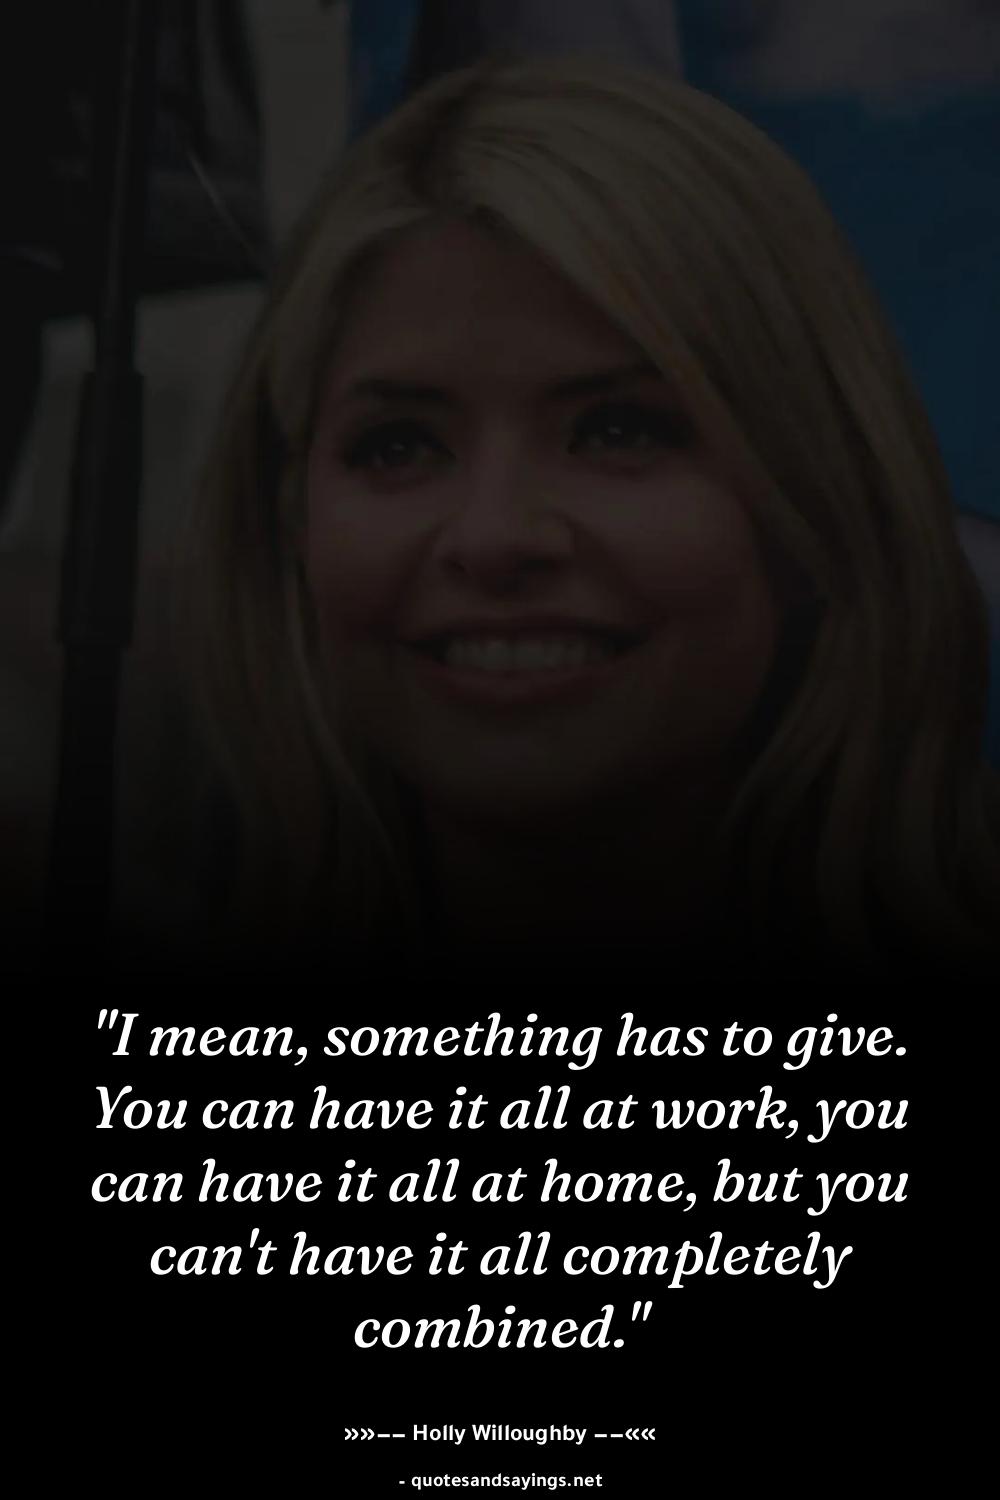 "I mean, something has to give.
You can have it all at work, you
can have it all at home, but you
can't have it all completely
combined."
»»–– Holly Willoughby ––««
- quotesandsayings.net